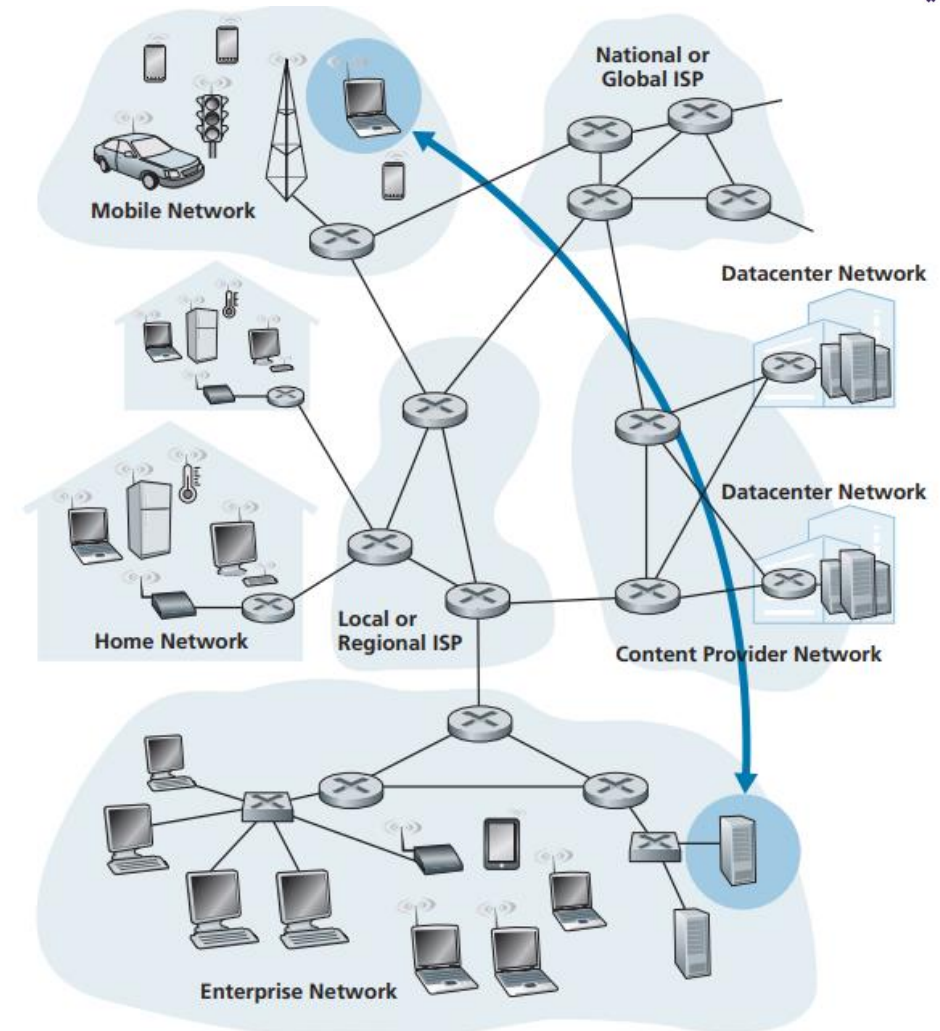 National or
Global ISP
Mobile Network
Datacenter Network
Datacenter Network
Home Network
Local or
Regional ISP
Content Provider Network
Enterprise Network